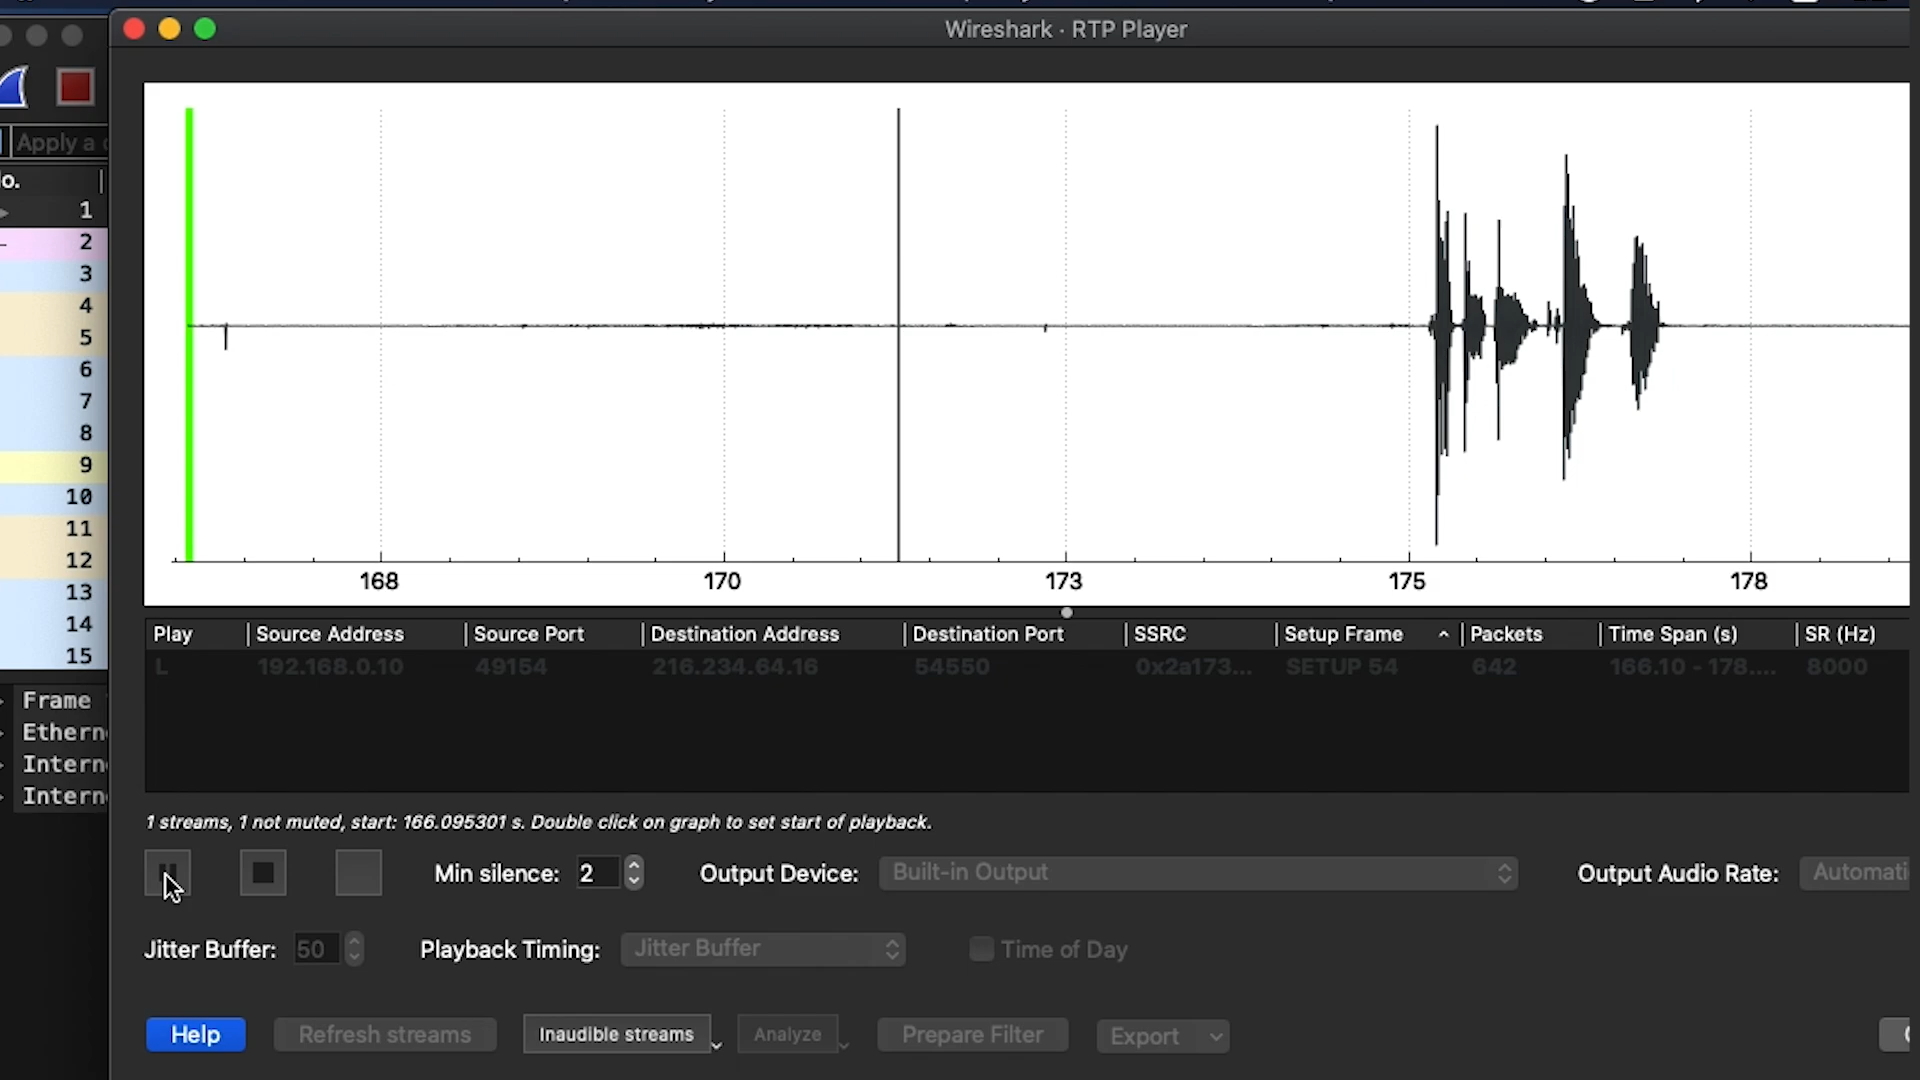 Wireshark · RTP Player
Apply a
o.
1
2
3
4
5
6
7
8
9
10
11
12
13
14
15
Frame
Ethern
Intern
Intern
168 170 173 175 178
Play Source Address Source Port Destination Address Destination Port SSRC Setup Frame Packets Time Span (s) SR (Hz)
L 192.168.0.10 49154 216.234.64.16 54550 0x2a173... SETUP 54 642 166.10 - 178.... 8000
1 streams, 1 not muted, start: 166.095301 s. Double click on graph to set start of playback.
Min silence: 2 Output Device: Built-in Output Output Audio Rate: Automati
Jitter Buffer: 50 Playback Timing: Jitter Buffer Time of Day
Help Refresh streams Inaudible streams Analyze Prepare Filter Export